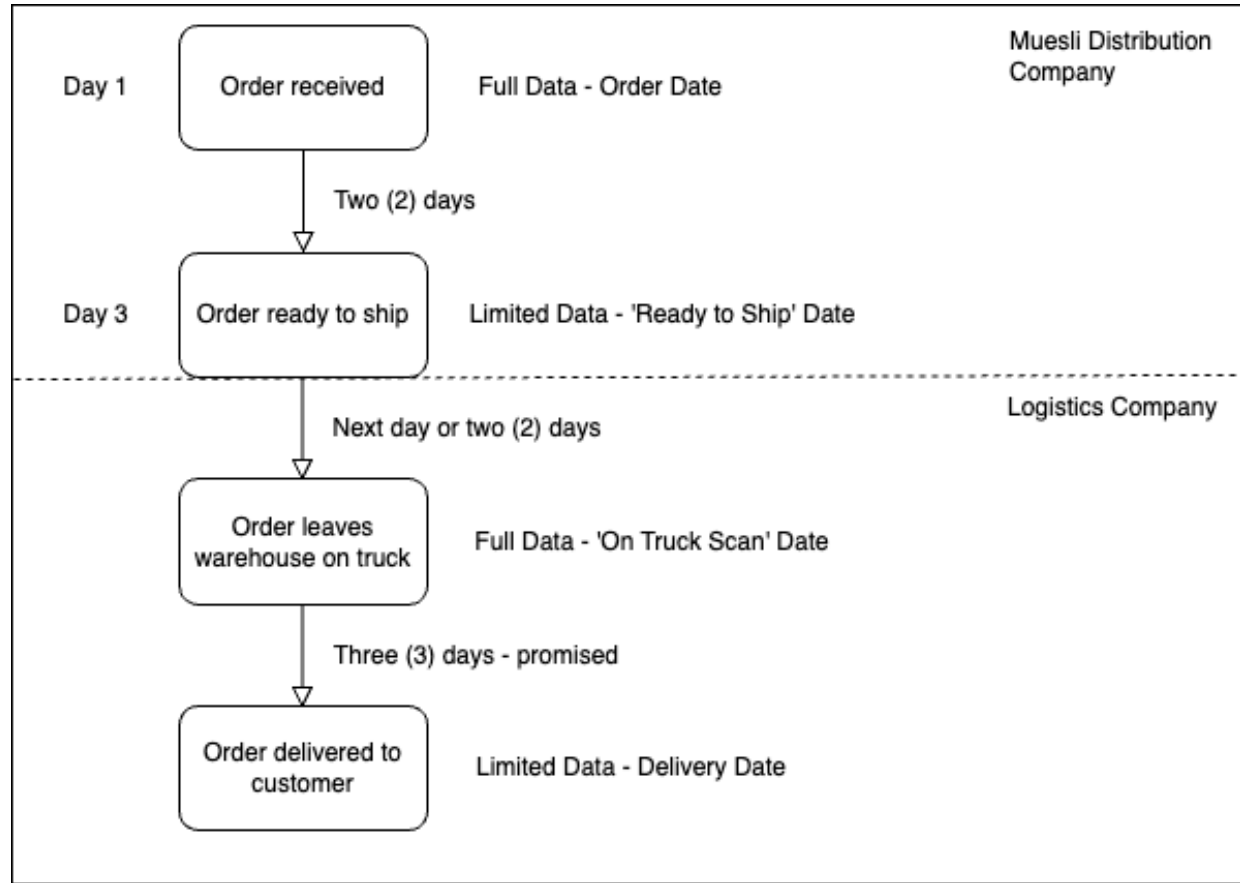 Muesli Distribution
Company
Day 1
Order received
Full Data - Order Date
Two (2) days
Day 3
Order ready to ship
Limited Data - 'Ready to Ship' Date
Logistics Company
Next day or two (2) days
Order leaves
warehouse on truck
Full Data - 'On Truck Scan' Date
Three (3) days - promised
Order delivered to
customer
Limited Data - Delivery Date